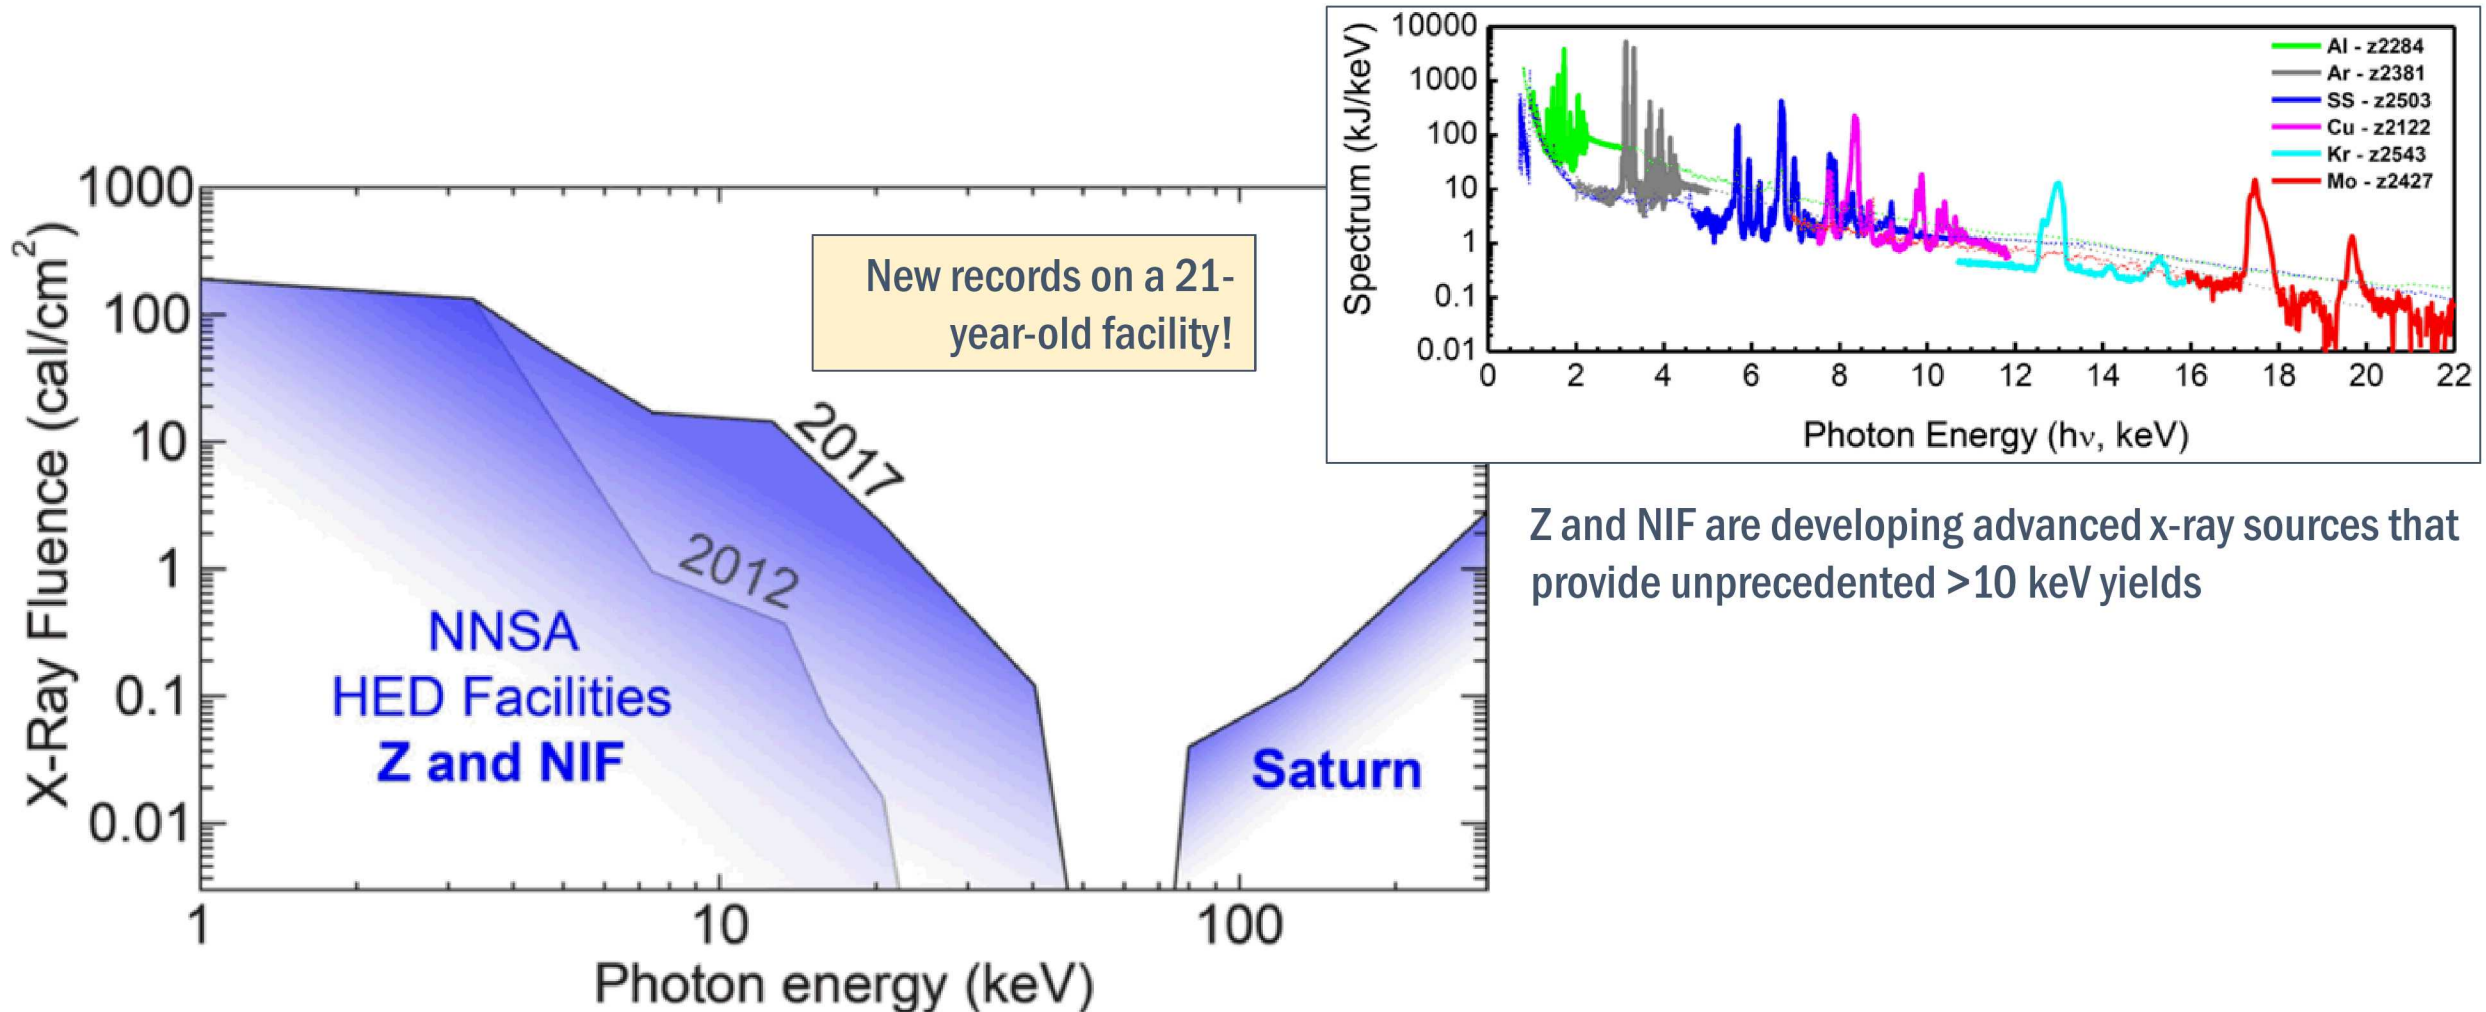 New records on a 21-
year-old facility!
1000
100
10
1
0.1
0.01
X-Ray Fluence (cal/cm²)
2017
2012
NNSA
HED Facilities
Z and NIF
Saturn
1
10
100
Photon energy (keV)
10000
1000
100
10
1
0.1
0.01
Spectrum (kJ/keV)
Al - z2284
Ar - z2381
SS - z2503
Cu - z2122
Kr - z2543
Mo - z2427
0 2 4 6 8 10 12 14 16 18 20 22
Photon Energy (hν, keV)
Z and NIF are developing advanced x-ray sources that
provide unprecedented >10 keV yields